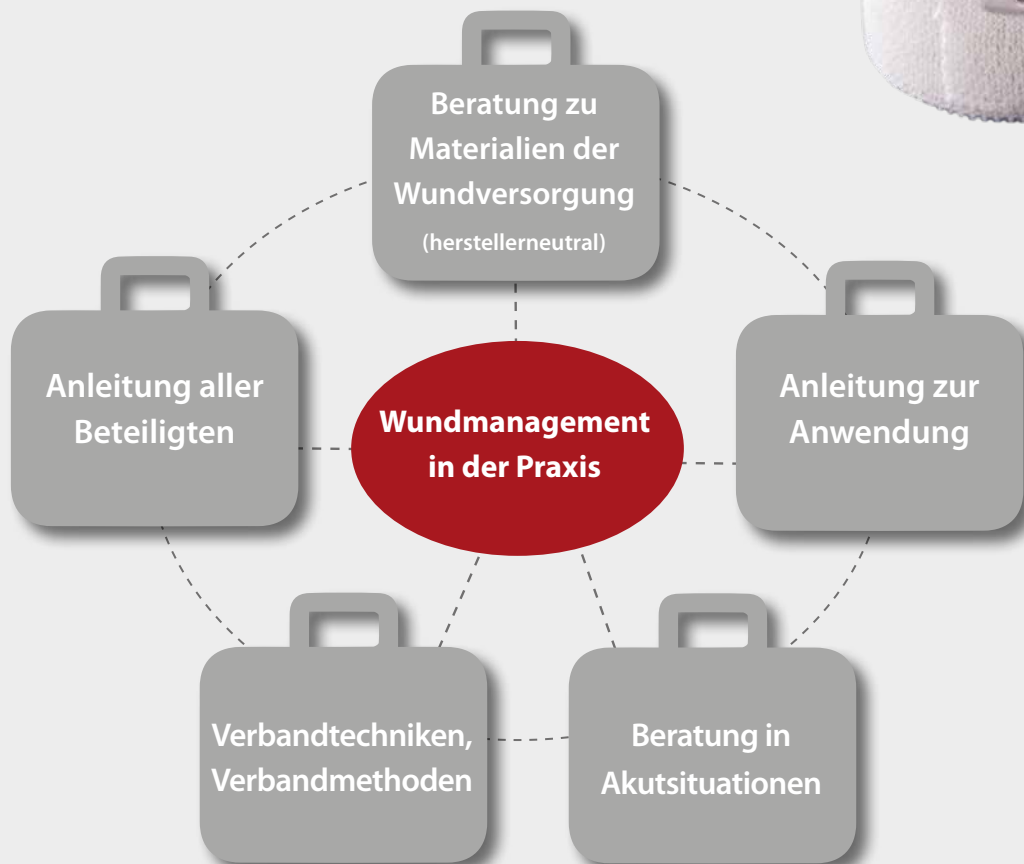 Beratung zu
Materialien der
Wundversorgung
(herstellerneutral)
Anleitung aller
Beteiligten
Wundmanagement
in der Praxis
Anleitung zur
Anwendung
Verbandtechniken,
Verbandmethoden
Beratung in
Akutsituationen